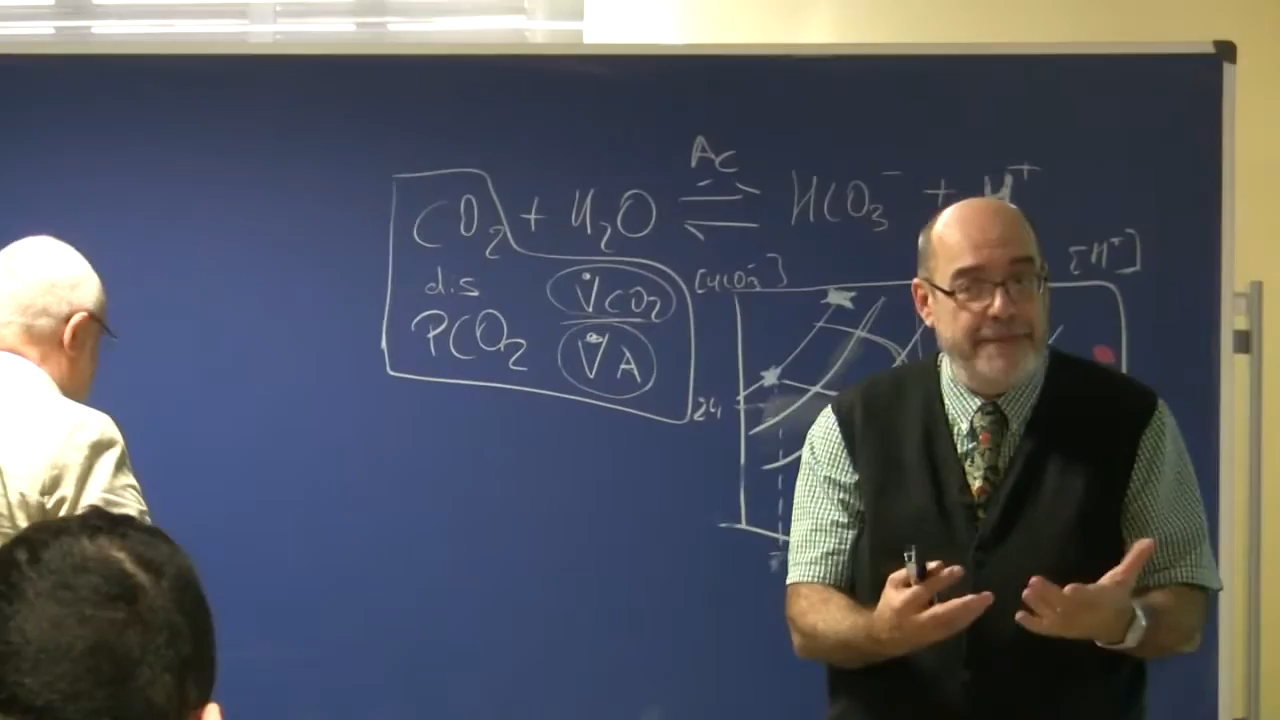 Ac
CO₂ + H₂O ⇌ HCO₃⁻ + H⁺
dis
PCO₂
V̇CO₂
V̇A
[HCO₃⁻]
[H⁺]
24